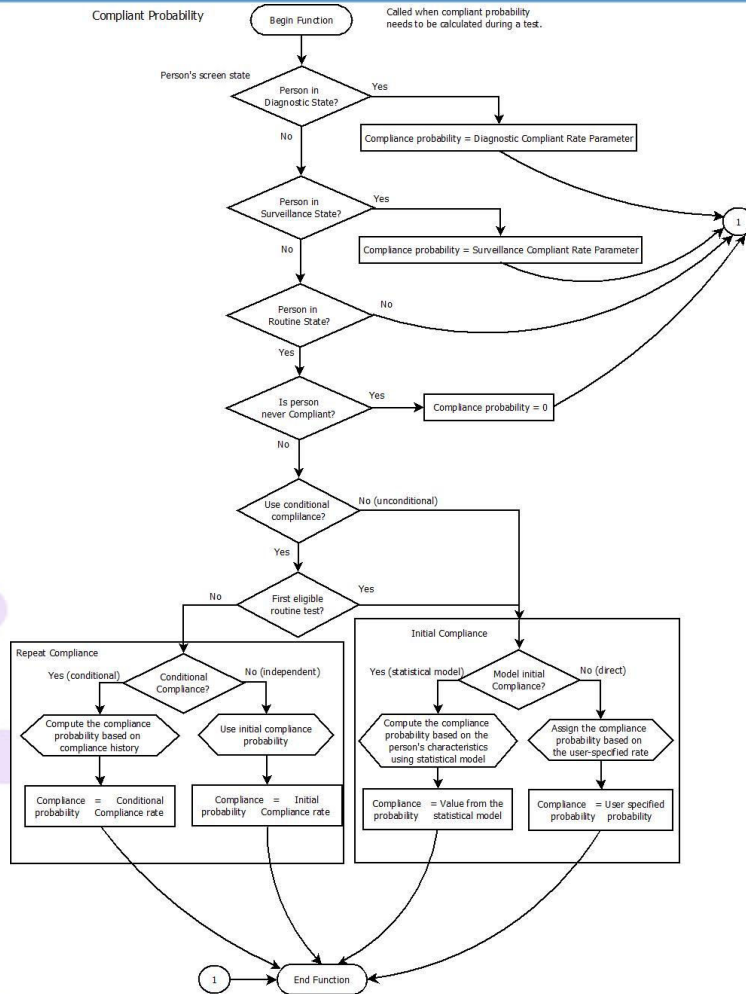 Compliant Probability
Begin Function
Called when compliant probability
needs to be calculated during a test.
Person's screen state
Person in
Diagnostic State?
Yes
No
Compliance probability = Diagnostic Compliant Rate Parameter
Person in
Surveillance State?
Yes
No
1
Compliance probability = Surveillance Compliant Rate Parameter
Person in
Routine State?
No
Yes
Is person
never Compliant?
Yes
No
Compliance probability = 0
Use conditional
complilance?
No (unconditional)
Yes
First eligible
routine test?
No
Yes
Repeat Compliance
Yes (conditional)
Conditional
Compliance?
No (independent)
Compute the compliance
probability based on
compliance history
Use initial compliance
probability
Compliance = Conditional
probability Compliance rate
Compliance = Initial
probability Compliance rate
Initial Compliance
Yes (statistical model)
Model initial
Compliance?
No (direct)
Compute the compliance
probability based on the
person's characteristics
using statistical model
Assign the compliance
probability based on
the user-specified rate
Compliance = Value from the
probability statistical model
Compliance = User specified
probability probability
1
End Function